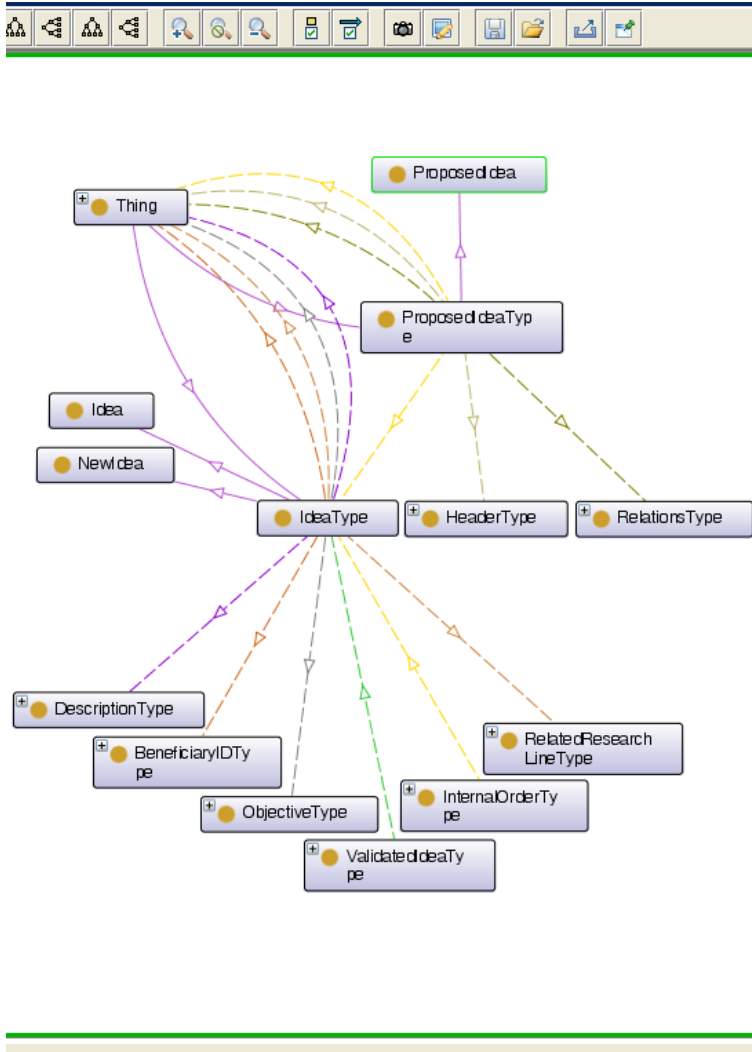 ProposedIdea
Thing
ProposedIdeaTyp
e
Idea
NewIdea
IdeaType
HeaderType
RelationsType
DescriptionType
RelatedResearch
LineType
BeneficiaryIDTy
pe
InternalOrderTy
pe
ObjectiveType
ValidatedIdeaTy
pe